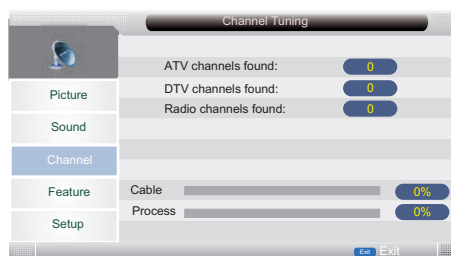 Channel Tuning
ATV channels found: 0
DTV channels found: 0
Radio channels found: 0
Picture
Sound
Channel
Feature
Setup
Cable 0%
Process 0%
Exit Exit